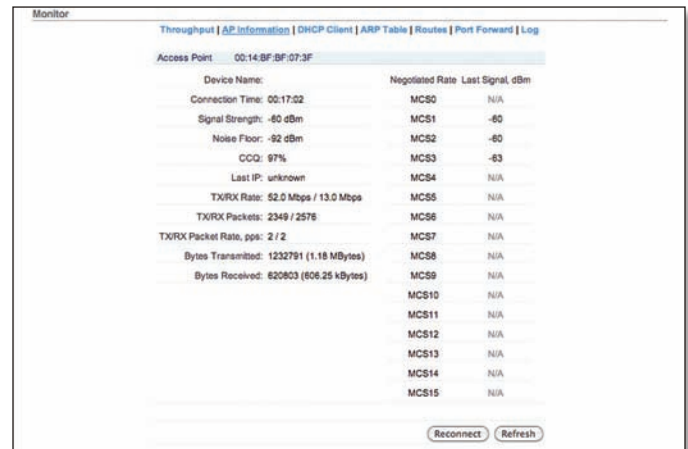 Monitor
Throughput | AP Information | DHCP Client | ARP Table | Routes | Port Forward | Log
Access Point 00:14:BF:BF:07:3F
Device Name:
Connection Time: 00:17:02
Signal Strength: -60 dBm
Noise Floor: -92 dBm
CCQ: 97%
Last IP: unknown
TX/RX Rate: 52.0 Mbps / 13.0 Mbps
TX/RX Packets: 2349 / 2576
TX/RX Packet Rate, pps: 2 / 2
Bytes Transmitted: 1232791 (1.18 MBytes)
Bytes Received: 620803 (606.25 kBytes)
Negotiated Rate Last Signal, dBm
MCS0 N/A
MCS1 -60
MCS2 -60
MCS3 -63
MCS4 N/A
MCS5 N/A
MCS6 N/A
MCS7 N/A
MCS8 N/A
MCS9 N/A
MCS10 N/A
MCS11 N/A
MCS12 N/A
MCS13 N/A
MCS14 N/A
MCS15 N/A
Reconnect Refresh